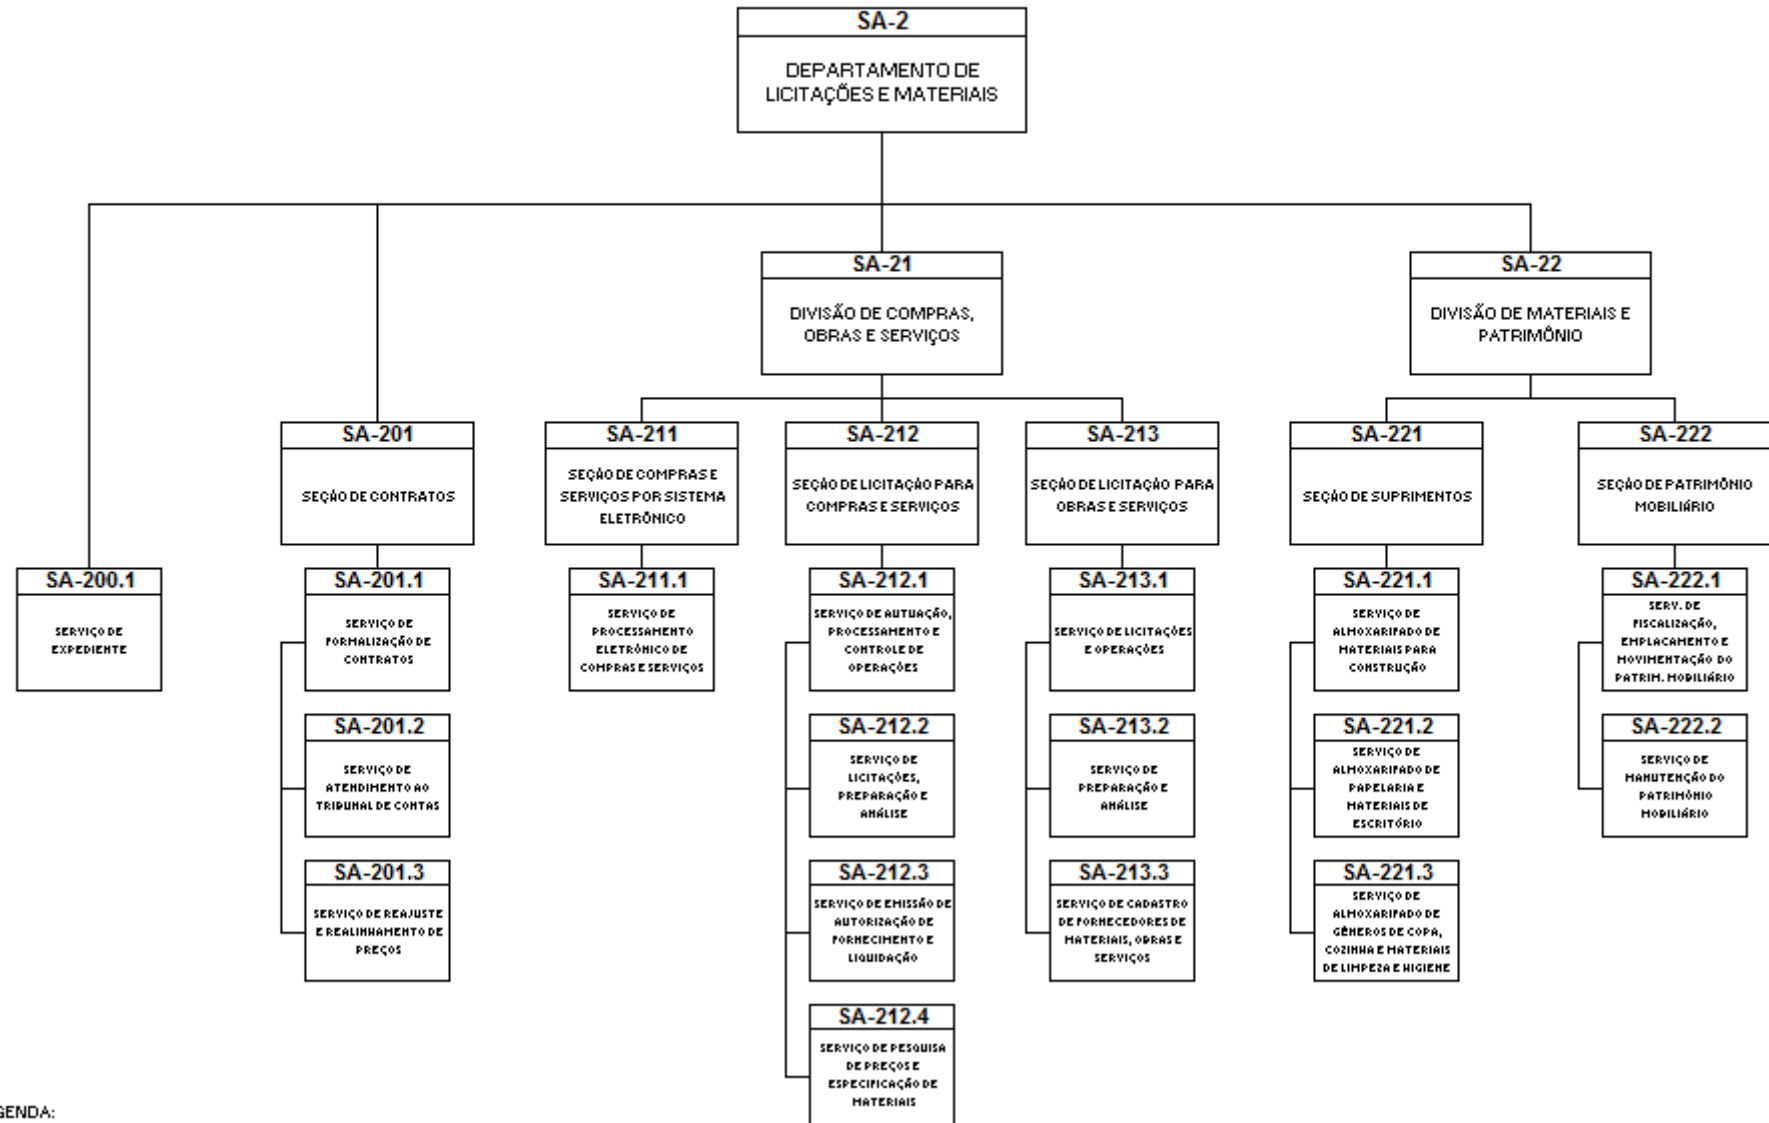 SA-2
DEPARTAMENTO DE
LICITAÇÕES E MATERIAIS
SA-21
DIVISÃO DE COMPRAS,
OBRAS E SERVIÇOS
SA-22
DIVISÃO DE MATERIAIS E
PATRIMÔNIO
SA-201
SEÇÃO DE CONTRATOS
SA-211
SEÇÃO DE COMPRAS E
SERVIÇOS POR SISTEMA
ELETRÔNICO
SA-212
SEÇÃO DE LICITAÇÃO PARA
COMPRAS E SERVIÇOS
SA-213
SEÇÃO DE LICITAÇÃO PARA
OBRAS E SERVIÇOS
SA-221
SEÇÃO DE SUPRIMENTOS
SA-222
SEÇÃO DE PATRIMÔNIO
MOBILIÁRIO
SA-200.1
SERVIÇO DE
EXPEDIENTE
SA-201.1
SERVIÇO DE
FORMALIZAÇÃO DE
CONTRATOS
SA-211.1
SERVIÇO DE
PROCESSAMENTO
ELETRÔNICO DE
COMPRAS E SERVIÇOS
SA-212.1
SERVIÇO DE AUTUAÇÃO,
PROCESSAMENTO E
CONTROLE DE
OPERAÇÕES
SA-213.1
SERVIÇO DE LICITAÇÕES
E OPERAÇÕES
SA-221.1
SERVIÇO DE
ALMOXARIFADO DE
MATERIAIS PARA
CONSTRUÇÃO
SA-222.1
SERV. DE
FISCALIZAÇÃO,
EMPLACAMENTO E
MOVIMENTAÇÃO DO
PATRIM. MOBILIÁRIO
SA-201.2
SERVIÇO DE
ATENDIMENTO AO
TRIBUNAL DE CONTAS
SA-212.2
SERVIÇO DE
LICITAÇÕES,
PREPARAÇÃO E
ANÁLISE
SA-213.2
SERVIÇO DE
PREPARAÇÃO E
ANÁLISE
SA-221.2
SERVIÇO DE
ALMOXARIFADO DE
PAPELARIA E
MATERIAIS DE
ESCRITÓRIO
SA-222.2
SERVIÇO DE
MANUTENÇÃO DO
PATRIMÔNIO
MOBILIÁRIO
SA-201.3
SERVIÇO DE REAJUSTE
E REALINHAMENTO DE
PREÇOS
SA-212.3
SERVIÇO DE EMISSÃO DE
AUTORIZAÇÃO DE
FORNECIMENTO E
LIQUIDAÇÃO
SA-213.3
SERVIÇO DE CADASTRO
DE FORNECEDORES DE
MATERIAIS, OBRAS E
SERVIÇOS
SA-221.3
SERVIÇO DE
ALMOXARIFADO DE
GÊNEROS DE COPA,
COZINHA E MATERIAIS
DE LIMPEZA E HIGIENE
SA-212.4
SERVIÇO DE PESQUISA
DE PREÇOS E
ESPECIFICAÇÃO DE
MATERIAIS
GENDA: